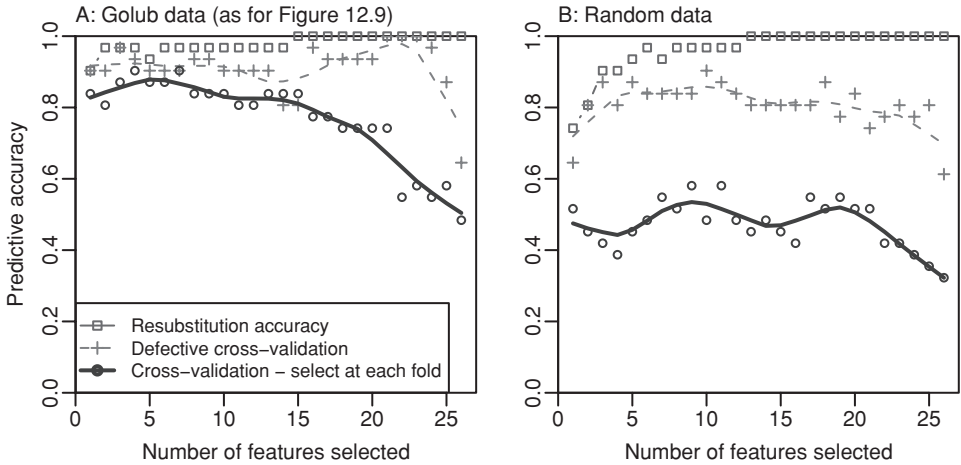 A: Golub data (as for Figure 12.9)
B: Random data
Predictive accuracy
1.0
0.8
0.6
0.4
0.2
0.0
1.0
0.8
0.6
0.4
0.2
0.0
Resubstitution accuracy
Defective cross−validation
Cross−validation − select at each fold
0 5 10 15 20 25
0 5 10 15 20 25
Number of features selected
Number of features selected